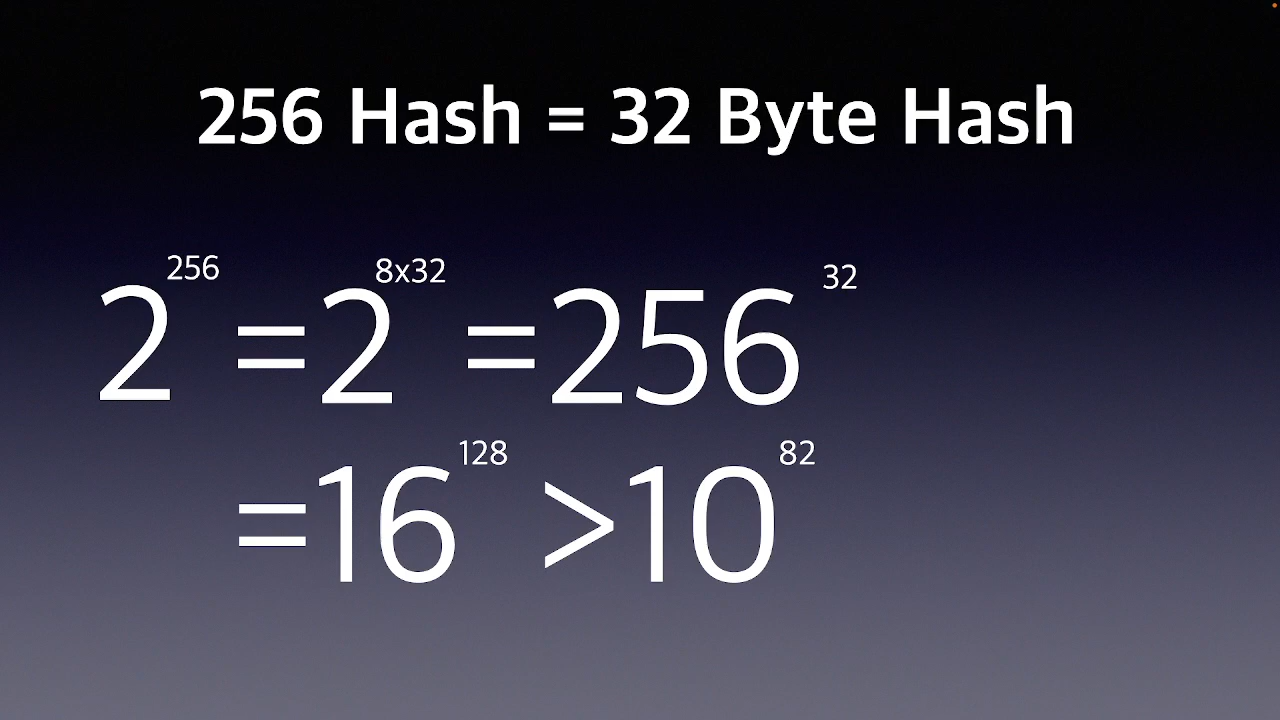 256 Hash = 32 Byte Hash
2²⁵⁶ = 2⁸ˣ³² = 256³²
= 16¹²⁸ > 10⁸²